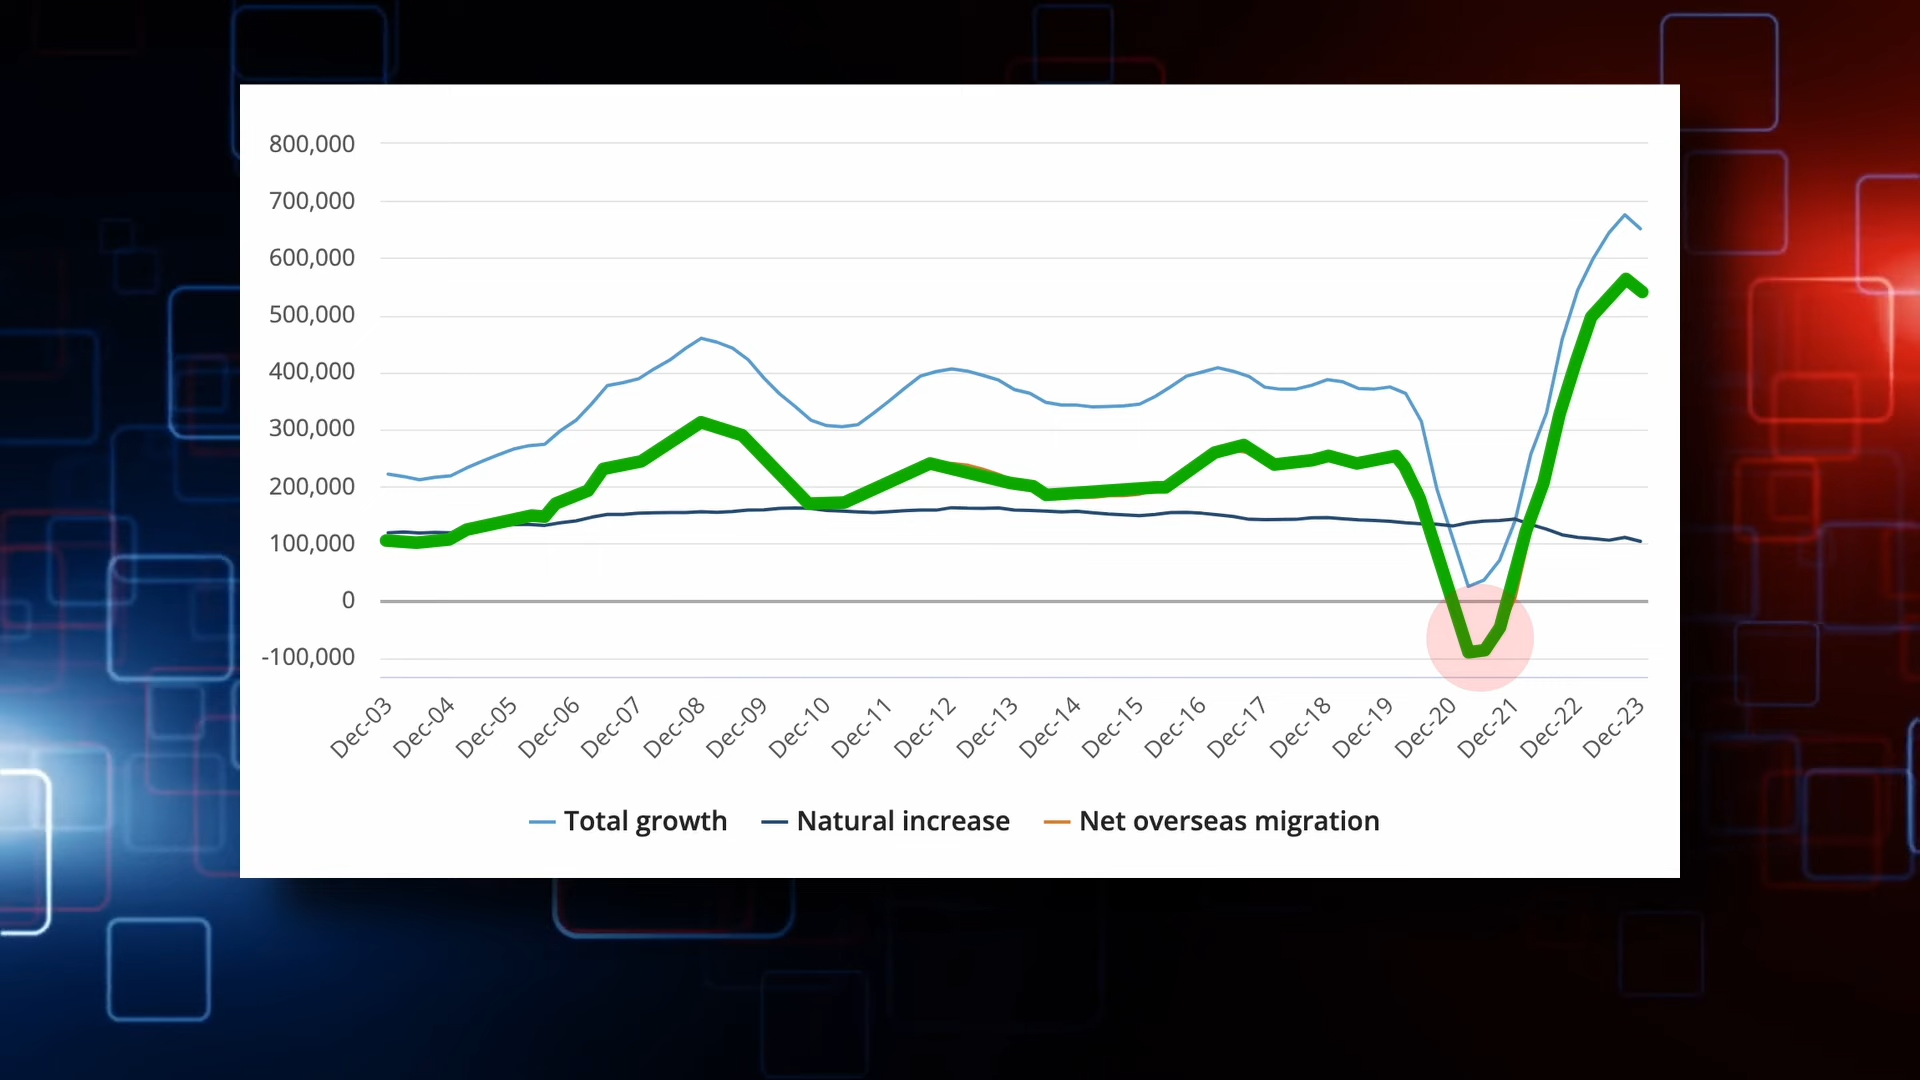 800,000
700,000
600,000
500,000
400,000
300,000
200,000
100,000
0
-100,000
Dec-03
Dec-04
Dec-05
Dec-06
Dec-07
Dec-08
Dec-09
Dec-10
Dec-11
Dec-12
Dec-13
Dec-14
Dec-15
Dec-16
Dec-17
Dec-18
Dec-19
Dec-20
Dec-21
Dec-22
Dec-23
Total growth
Natural increase
Net overseas migration